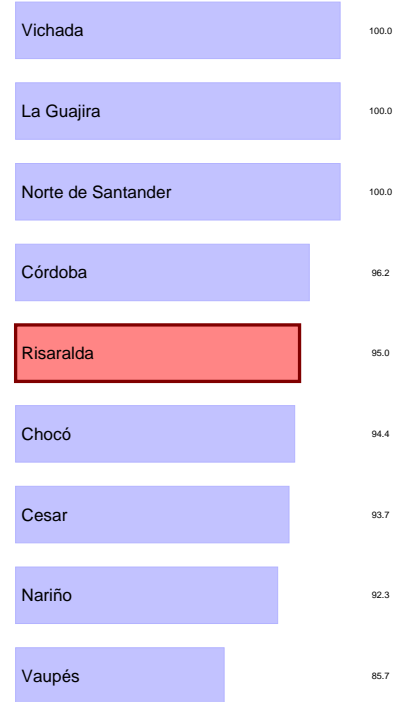 Vichada 100.0
La Guajira 100.0
Norte de Santander 100.0
Córdoba 96.2
Risaralda 95.0
Chocó 94.4
Cesar 93.7
Nariño 92.3
Vaupés 85.7